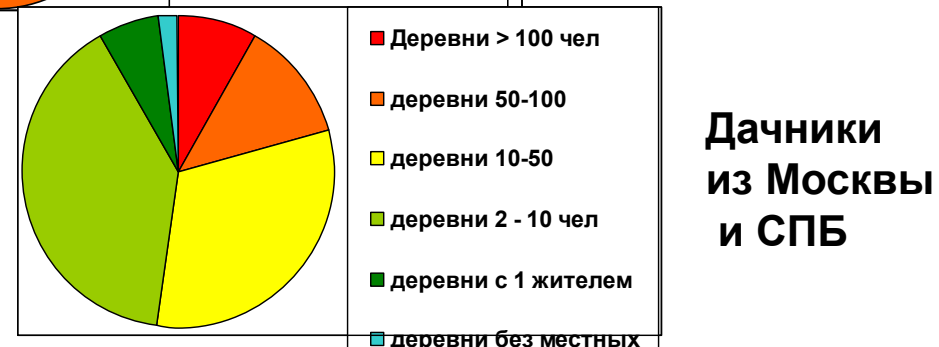 Деревни > 100 чел
деревни 50-100
деревни 10-50
деревни 2 - 10 чел
деревни с 1 жителем
деревни без местных
Дачники
из Москвы
и СПБ